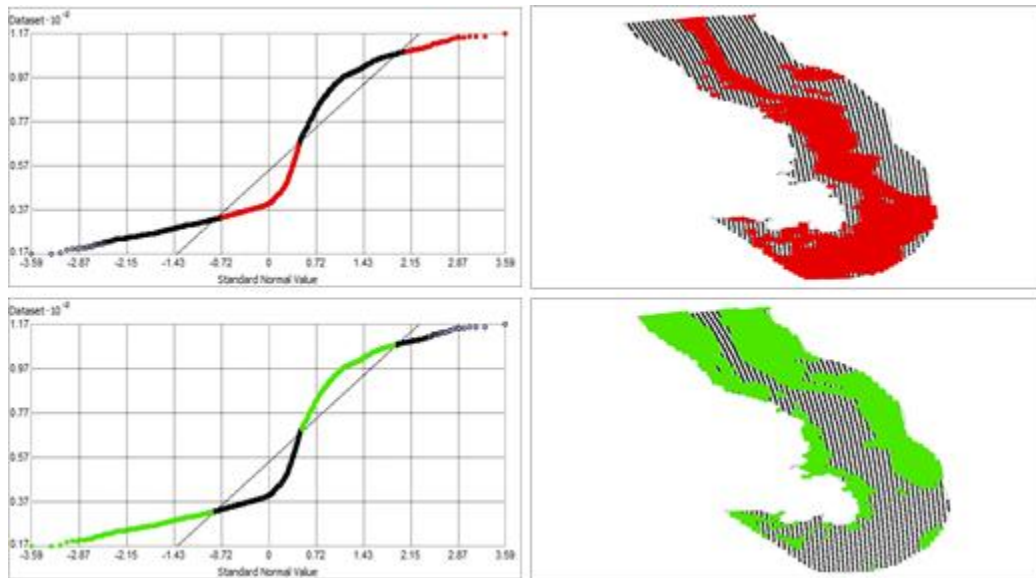 Dataset · 10⁻²
1.17
0.97
0.77
0.57
0.37
0.17
-3.59 -2.87 -2.15 -1.43 -0.72 0 0.72 1.43 2.15 2.87 3.59
Standard Normal Value
Dataset · 10⁻²
1.17
0.97
0.77
0.57
0.37
0.17
-3.59 -2.87 -2.15 -1.43 -0.72 0 0.72 1.43 2.15 2.87 3.59
Standard Normal Value